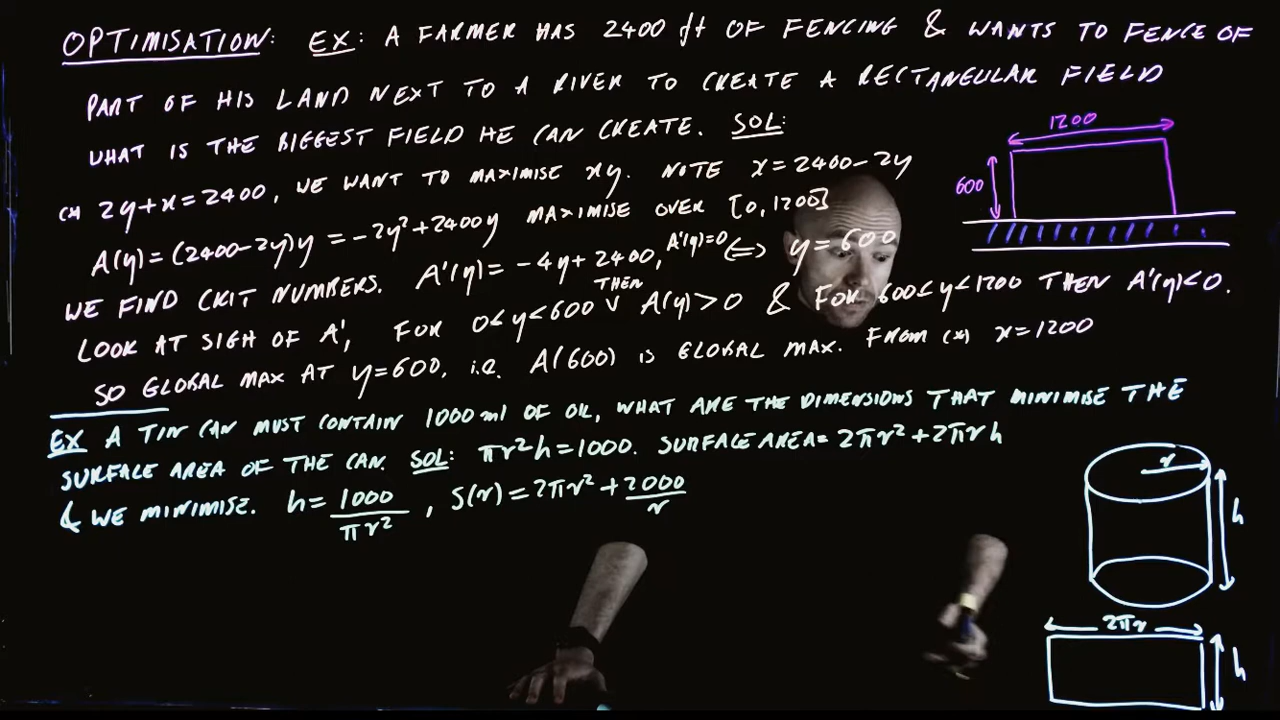 OPTIMISATION: EX: A FARMER HAS 2400 ft OF FENCING & WANTS TO FENCE OF
PART OF HIS LAND NEXT TO A RIVER TO CREATE A RECTANGULAR FIELD
WHAT IS THE BIGGEST FIELD HE CAN CREATE. SOL:
(*) 2y+x=2400, WE WANT TO MAXIMISE xy. NOTE x=2400-2y
A(y)=(2400-2y)y=-2y²+2400y MAXIMISE OVER [0,1200]
WE FIND CRIT NUMBERS. A'(y)=-4y+2400, A'(y)=0 ⇔ y=600
LOOK AT SIGN OF A', FOR 0<y<600 THEN A(y)>0 & FOR 600<y<1200 THEN A'(y)<0.
SO GLOBAL MAX AT y=600, i.e. A(600) IS GLOBAL MAX. FROM (*) x=1200
1200
600
EX A TIN CAN MUST CONTAIN 1000 ml OF OIL, WHAT ARE THE DIMENSIONS THAT MINIMISE THE
SURFACE AREA OF THE CAN. SOL: πr²h=1000. SURFACE AREA=2πr²+2πrh
& WE MINIMISE. h=1000/πr², S(r)=2πr²+2000/r
r
h
2πr
h